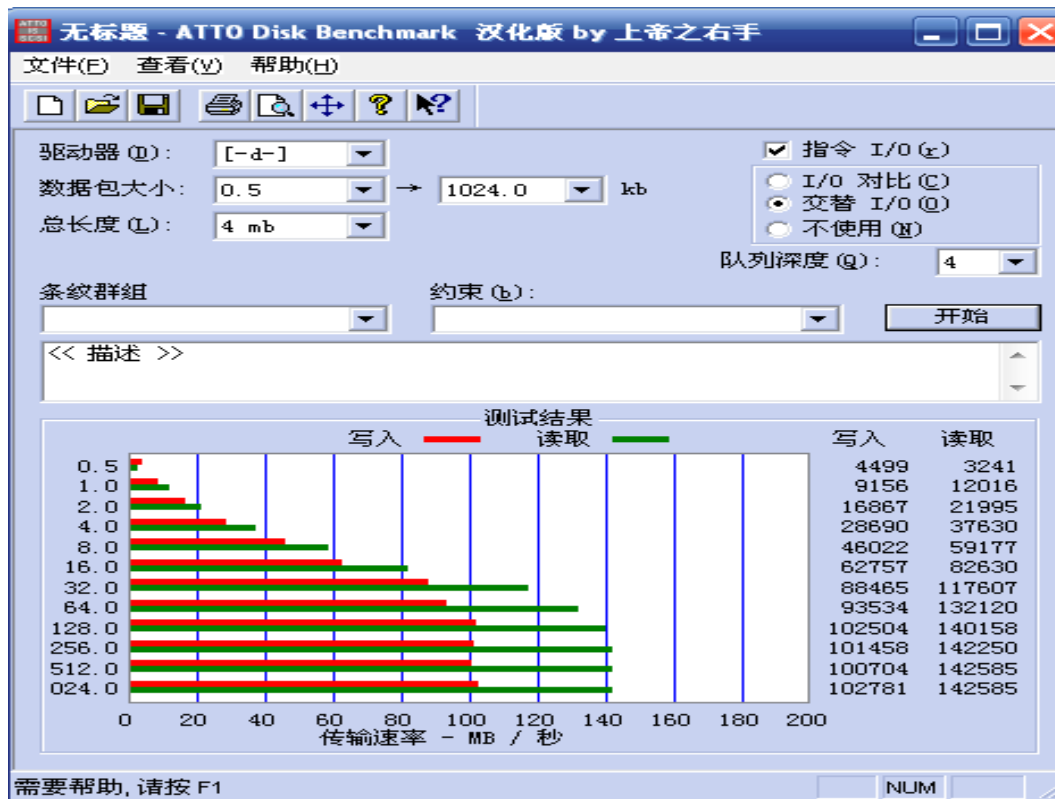 无标题 - ATTO Disk Benchmark 汉化版 by 上帝之右手
文件(F) 查看(V) 帮助(H)
驱动器(D): [-d-] 指令 I/O(r)
数据包大小: 0.5 → 1024.0 kb I/O 对比(C)
交替 I/O(O)
总长度(L): 4 mb 不使用(N)
队列深度(Q): 4
条纹群组 约束(b): 开始
<< 描述 >>
测试结果
写入 读取 写入 读取
0.5 4499 3241
1.0 9156 12016
2.0 16867 21995
4.0 28690 37630
8.0 46022 59177
16.0 62757 82630
32.0 88465 117607
64.0 93534 132120
128.0 102504 140158
256.0 101458 142250
512.0 100704 142585
024.0 102781 142585
0 20 40 60 80 100 120 140 160 180 200
传输速率 - MB / 秒
需要帮助, 请按 F1 NUM